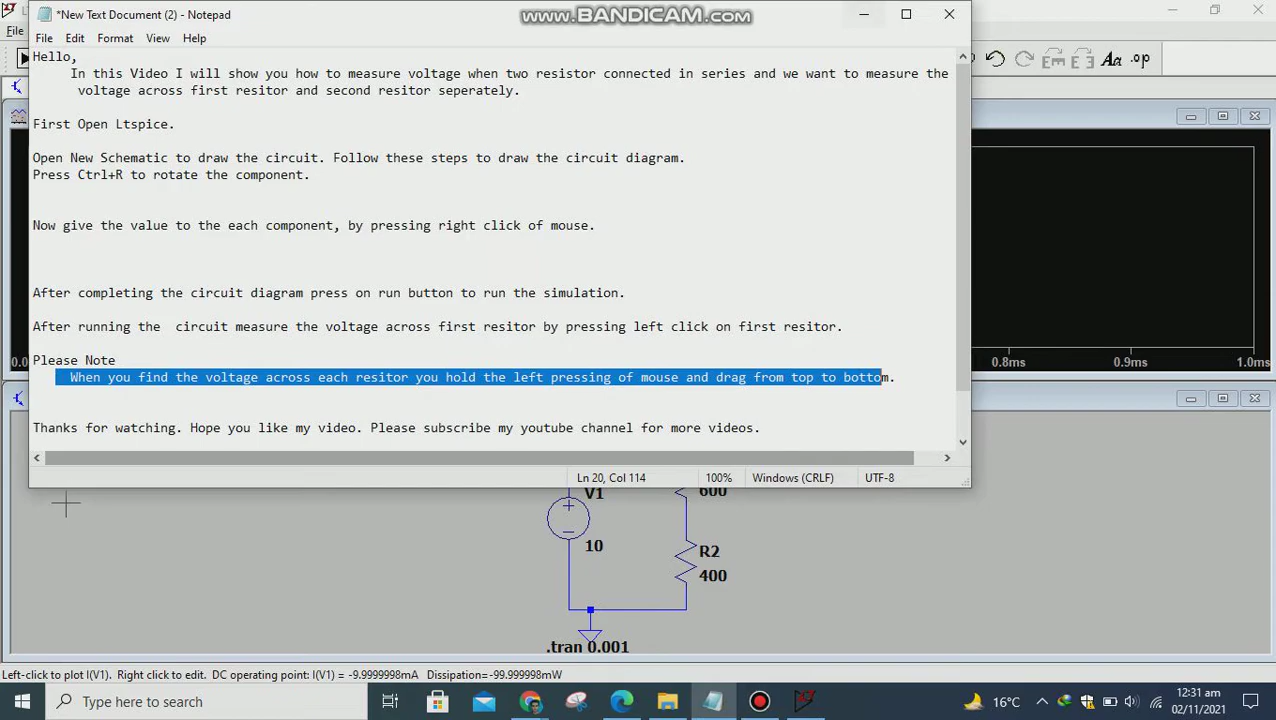 *New Text Document (2) - Notepad
www.BANDICAM.com
File Edit Format View Help
Hello,
In this Video I will show you how to measure voltage when two resistor connected in series and we want to measure the
voltage across first resitor and second resitor seperately.
First Open Ltspice.
Open New Schematic to draw the circuit. Follow these steps to draw the circuit diagram.
Press Ctrl+R to rotate the component.
Now give the value to the each component, by pressing right click of mouse.
After completing the circuit diagram press on run button to run the simulation.
After running the  circuit measure the voltage across first resitor by pressing left click on first resitor.
Please Note
When you find the voltage across each resitor you hold the left pressing of mouse and drag from top to bottom.
Thanks for watching. Hope you like my video. Please subscribe my youtube channel for more videos.
Ln 20, Col 114 100% Windows (CRLF) UTF-8
File
Aa .op
0.8ms 0.9ms 1.0ms
V1
600
10
R2
400
.tran 0.001
Left-click to plot I(V1). Right click to edit. DC operating point: I(V1) = -9.9999998mA Dissipation=-99.999998mW
Type here to search
16°C
12:31 am
02/11/2021